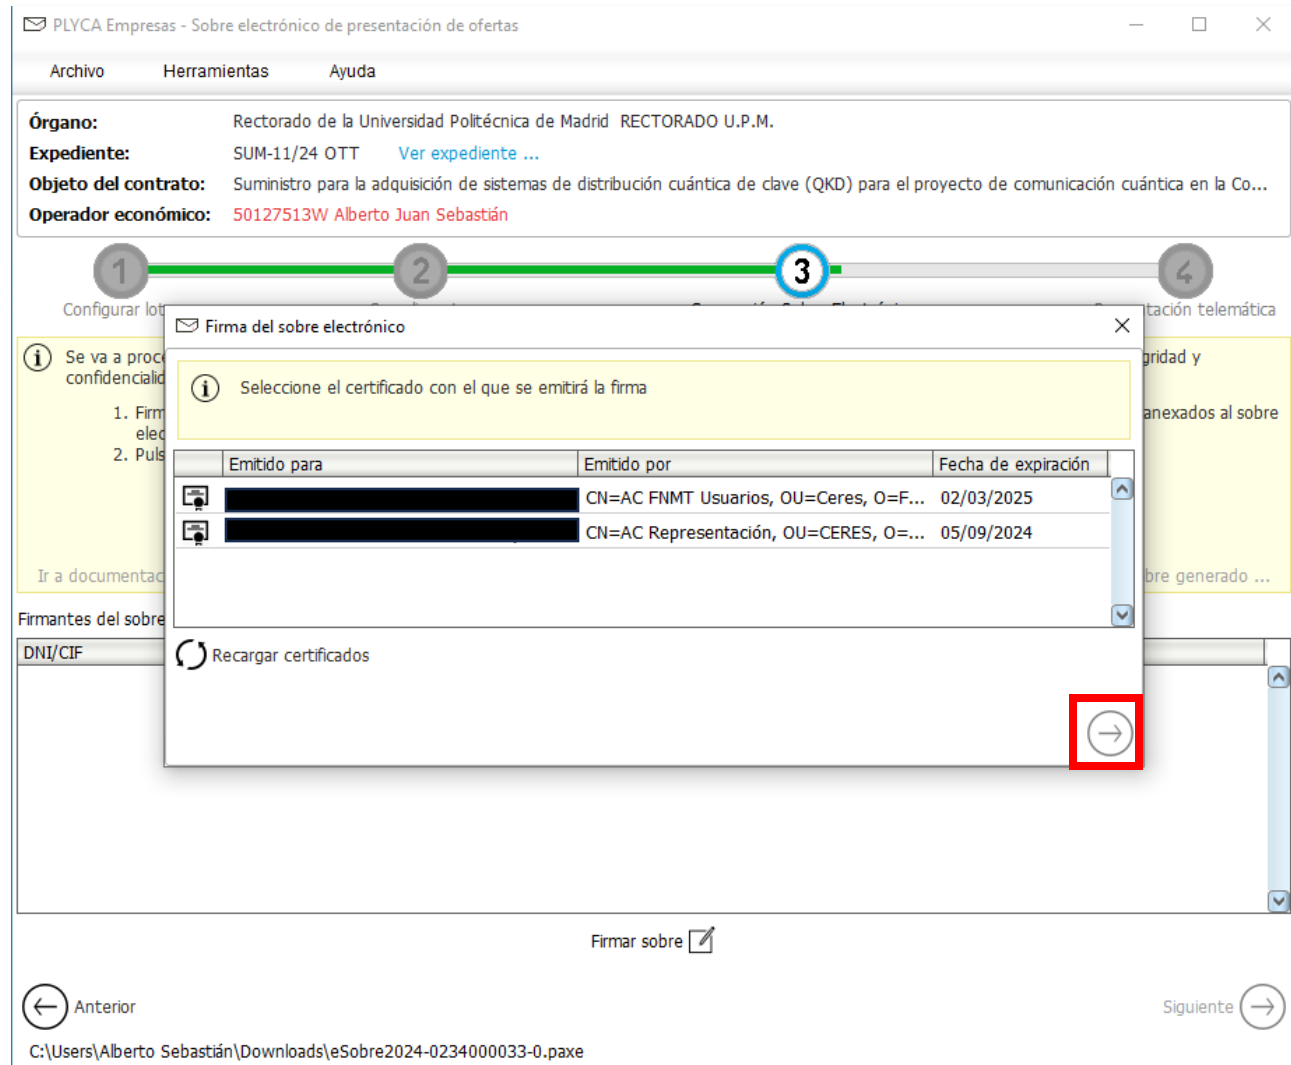 PLYCA Empresas - Sobre electrónico de presentación de ofertas
Archivo Herramientas Ayuda
Órgano: Rectorado de la Universidad Politécnica de Madrid RECTORADO U.P.M.
Expediente: SUM-11/24 OTT Ver expediente ...
Objeto del contrato: Suministro para la adquisición de sistemas de distribución cuántica de clave (QKD) para el proyecto de comunicación cuántica en la Co...
Operador económico: 50127513W Alberto Juan Sebastián
1 2 3 4
Configurar lot tación telemática
Firma del sobre electrónico
Se va a proce gridad y
confidencialid
Seleccione el certificado con el que se emitirá la firma
1. Firm anexados al sobre
elec
2. Puls
Emitido para Emitido por Fecha de expiración
CN=AC FNMT Usuarios, OU=Ceres, O=F... 02/03/2025
CN=AC Representación, OU=CERES, O=... 05/09/2024
Ir a documentac bre generado ...
Firmantes del sobre
DNI/CIF
Recargar certificados
Firmar sobre
Anterior Siguiente
C:\Users\Alberto Sebastián\Downloads\eSobre2024-0234000033-0.paxe